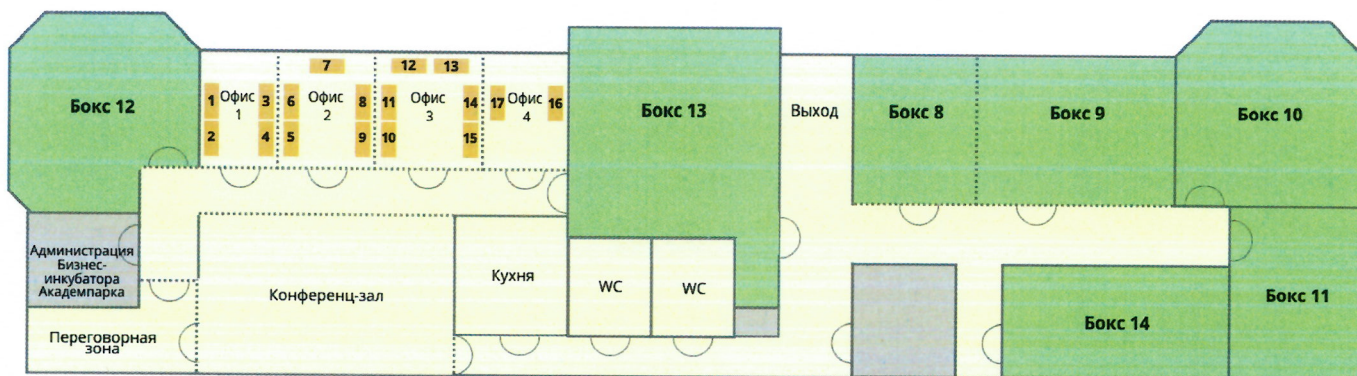 Бокс 12
1
2
Офис
1
3
4
6
5
7
Офис
2
8
9
11
10
12
13
Офис
3
14
15
17
Офис
4
16
Бокс 13
Выход
Бокс 8
Бокс 9
Бокс 10
Администрация
Бизнес-
инкубатора
Академпарка
Переговорная
зона
Конференц-зал
Кухня
WC
WC
Бокс 14
Бокс 11